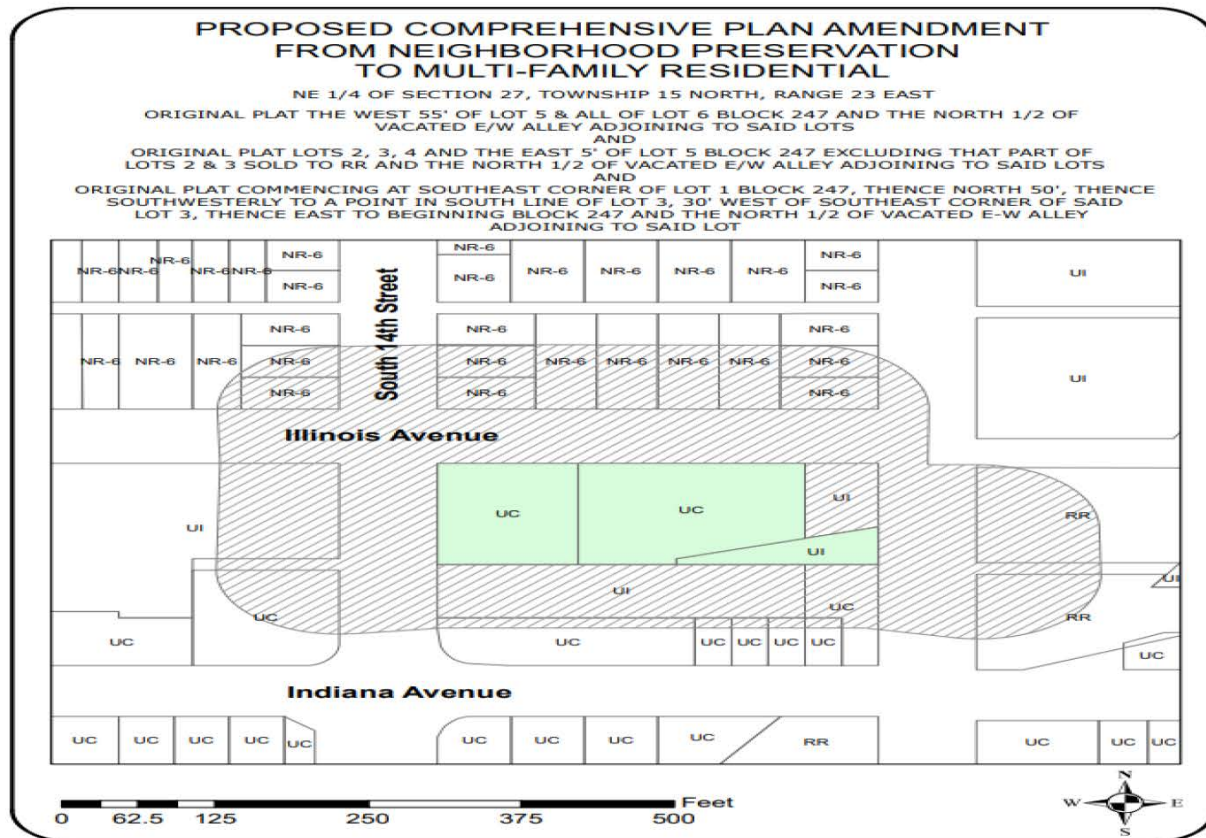 PROPOSED COMPREHENSIVE PLAN AMENDMENT
FROM NEIGHBORHOOD PRESERVATION
TO MULTI-FAMILY RESIDENTIAL
NE 1/4 OF SECTION 27, TOWNSHIP 15 NORTH, RANGE 23 EAST
ORIGINAL PLAT THE WEST 55' OF LOT 5 & ALL OF LOT 6 BLOCK 247 AND THE NORTH 1/2 OF
VACATED E/W ALLEY ADJOINING TO SAID LOTS
AND
ORIGINAL PLAT LOTS 2, 3, 4 AND THE EAST 5' OF LOT 5 BLOCK 247 EXCLUDING THAT PART OF
LOTS 2 & 3 SOLD TO RR AND THE NORTH 1/2 OF VACATED E/W ALLEY ADJOINING TO SAID LOTS
AND
ORIGINAL PLAT COMMENCING AT SOUTHEAST CORNER OF LOT 1 BLOCK 247, THENCE NORTH 50', THENCE
SOUTHWESTERLY TO A POINT IN SOUTH LINE OF LOT 3, 30' WEST OF SOUTHEAST CORNER OF SAID
LOT 3, THENCE EAST TO BEGINNING BLOCK 247 AND THE NORTH 1/2 OF VACATED E-W ALLEY
ADJOINING TO SAID LOT
NR-6 NR-6 NR-6
NR-6 NR-6 NR-6 NR-6 NR-6 NR-6 NR-6 NR-6 NR-6 NR-6 UI
NR-6 NR-6
South 14th Street
NR-6 NR-6 NR-6
NR-6 NR-6 NR-6 NR-6 NR-6 NR-6 NR-6 NR-6 NR-6 NR-6 UI
NR-6 NR-6 NR-6
Illinois Avenue
UI UC UC UI RR
UI
UI UI
UC UC UC RR
UC UC UC UC UC UC
Indiana Avenue
UC UC UC UC UC UC UC UC UC RR UC UC UC
Feet
0 62.5 125 250 375 500
N
W E
S